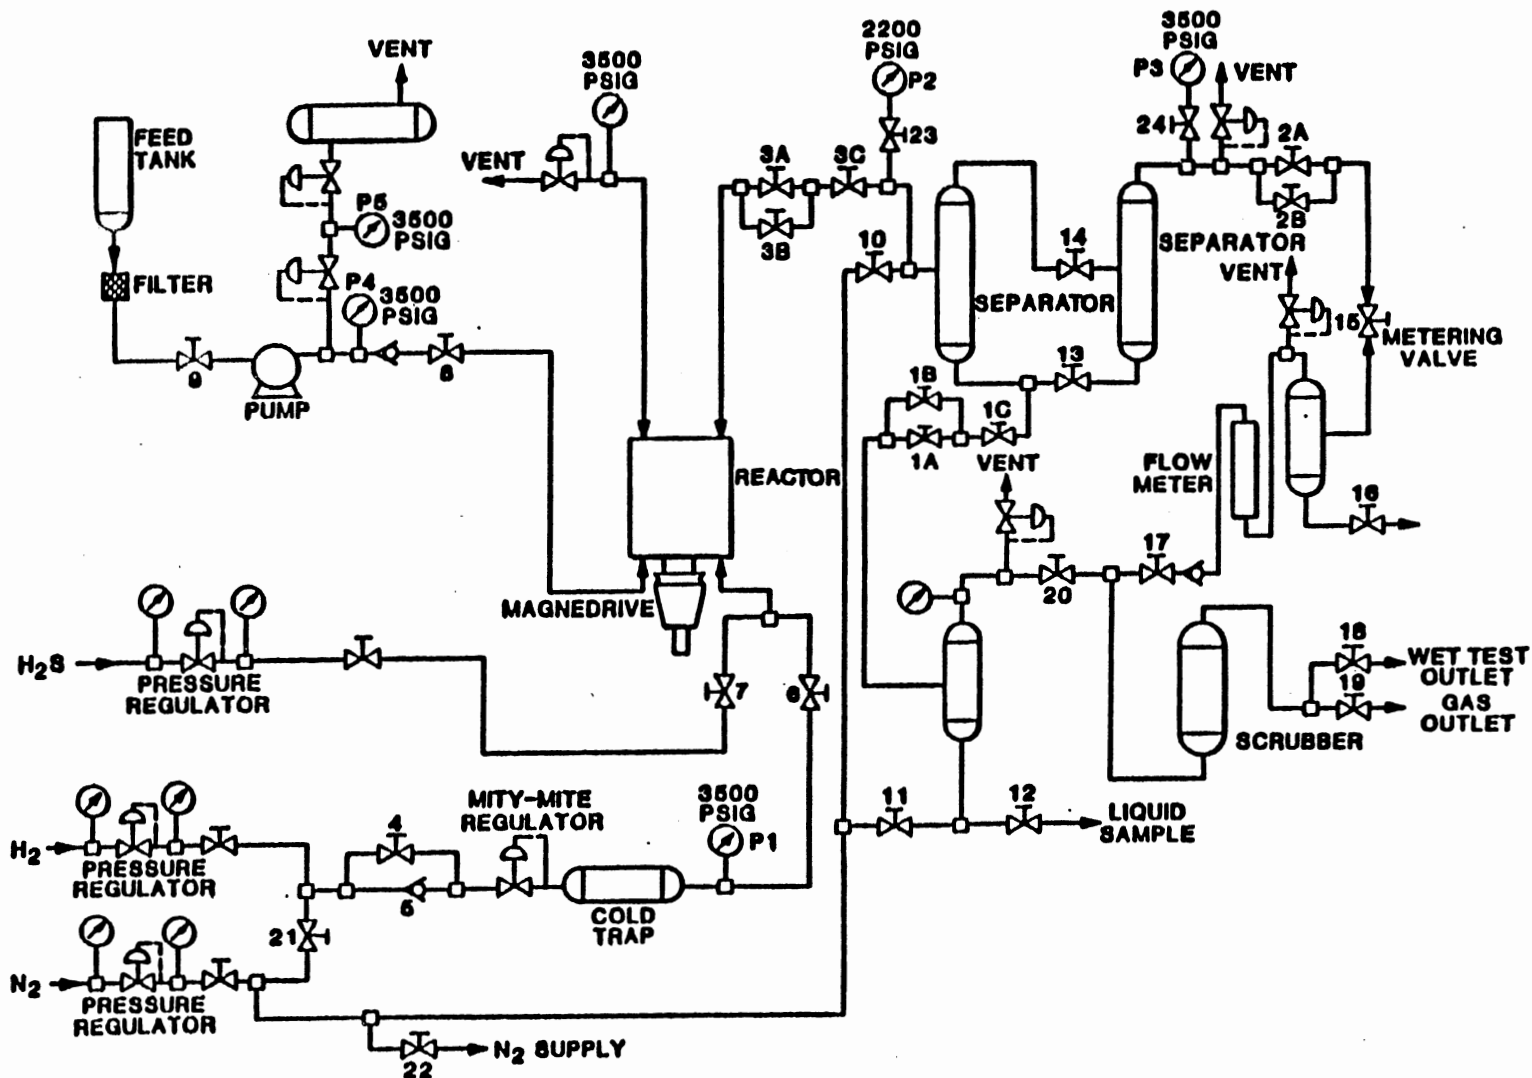 VENT
3500
PSIG
2200
PSIG
P2
3500
PSIG
P3
VENT
FEED
TANK
VENT
23
24
2A
3A
3C
P5
3500
PSIG
3B
2B
10
14
SEPARATOR
VENT
FILTER
P4
3500
PSIG
SEPARATOR
15
METERING
VALVE
9
8
13
PUMP
1B
1C
1A
VENT
FLOW
METER
REACTOR
16
17
MAGNEDRIVE
20
H2S
PRESSURE
REGULATOR
7
6
18
WET TEST
OUTLET
19
GAS
OUTLET
SCRUBBER
MITY-MITE
REGULATOR
3500
PSIG
P1
4
11
12
LIQUID
SAMPLE
H2
PRESSURE
REGULATOR
5
COLD
TRAP
21
N2
PRESSURE
REGULATOR
N2 SUPPLY
22